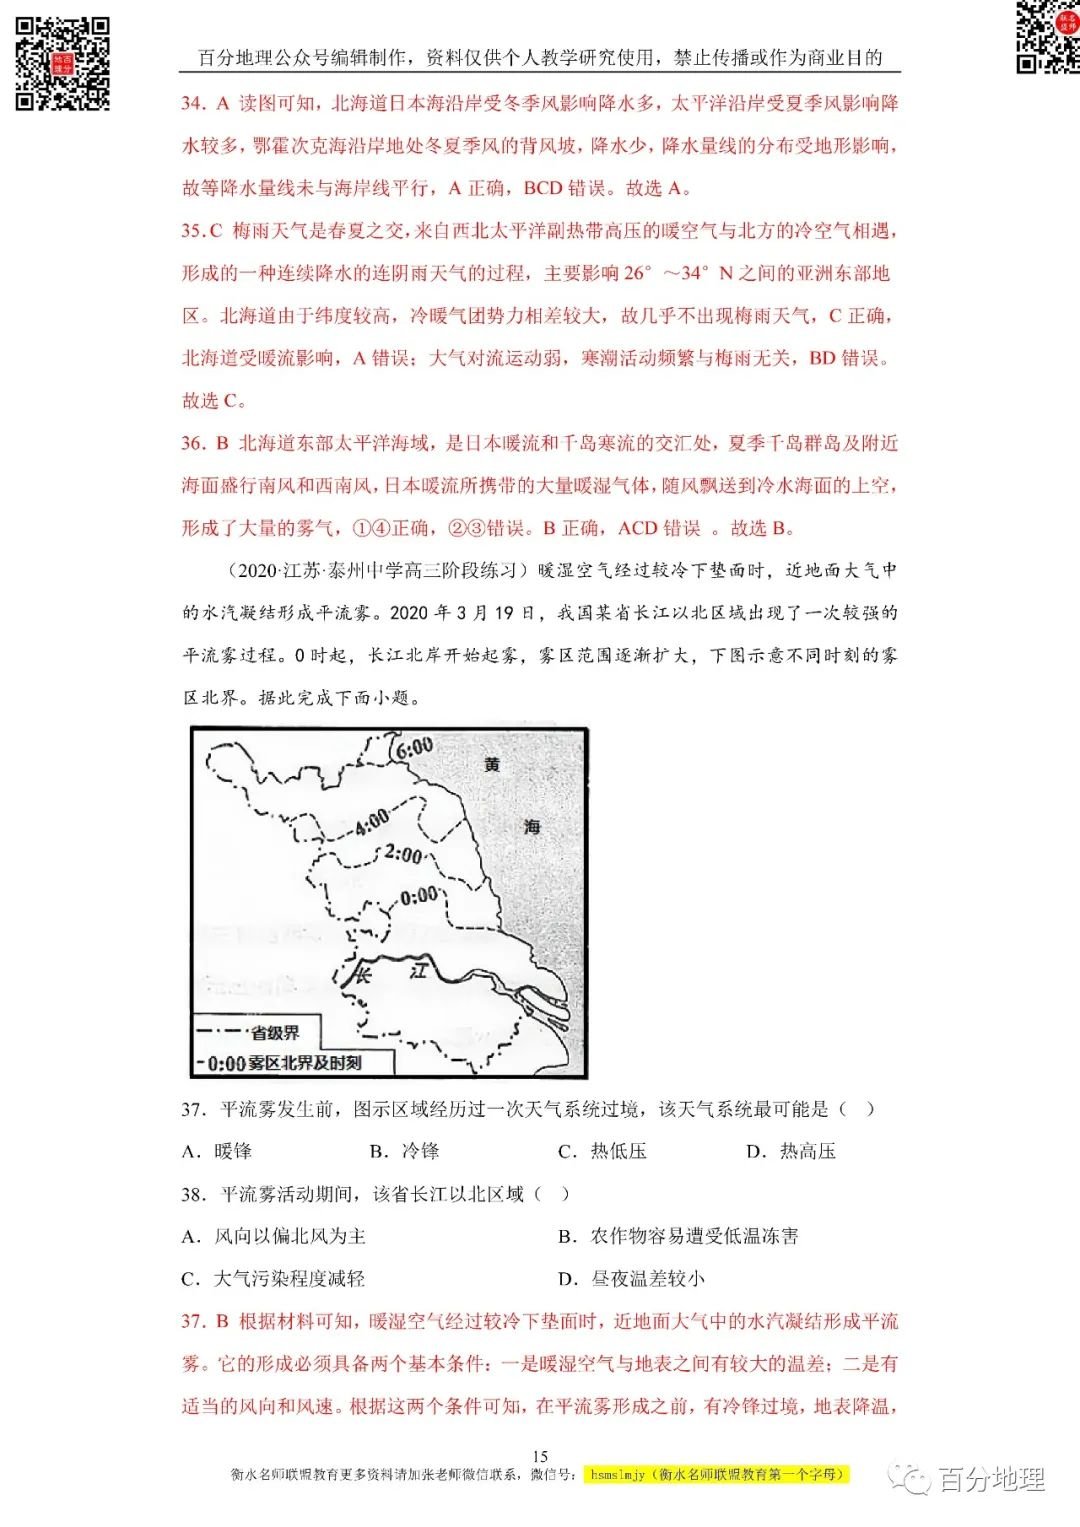 百分地理公众号编辑制作，资料仅供个人教学研究使用，禁止传播或作为商业目的
34．A 读图可知，北海道日本海沿岸受冬季风影响降水多，太平洋沿岸受夏季风影响降
水较多，鄂霍次克海沿岸地处冬夏季风的背风坡，降水少，降水量线的分布受地形影响，
故等降水量线未与海岸线平行，A 正确，BCD 错误。故选 A。
35．C 梅雨天气是春夏之交，来自西北太平洋副热带高压的暖空气与北方的冷空气相遇，
形成的一种连续降水的连阴雨天气的过程，主要影响 26°～34°N 之间的亚洲东部地
区。北海道由于纬度较高，冷暖气团势力相差较大，故几乎不出现梅雨天气，C 正确，
北海道受暖流影响，A 错误；大气对流运动弱，寒潮活动频繁与梅雨无关，BD 错误。
故选 C。
36．B 北海道东部太平洋海域，是日本暖流和千岛寒流的交汇处，夏季千岛群岛及附近
海面盛行南风和西南风，日本暖流所携带的大量暖湿气体，随风飘送到冷水海面的上空，
形成了大量的雾气，①④正确，②③错误。B 正确，ACD 错误 。故选 B。
（2020·江苏·泰州中学高三阶段练习）暖湿空气经过较冷下垫面时，近地面大气中
的水汽凝结形成平流雾。2020 年 3 月 19 日，我国某省长江以北区域出现了一次较强的
平流雾过程。0 时起，长江北岸开始起雾，雾区范围逐渐扩大，下图示意不同时刻的雾
区北界。据此完成下面小题。
6:00
黄
海
4:00
2:00
0:00
长 江
省级界
0:00 雾区北界及时刻
37．平流雾发生前，图示区域经历过一次天气系统过境，该天气系统最可能是（ ）
A．暖锋 B．冷锋 C．热低压 D．热高压
38．平流雾活动期间，该省长江以北区域（ ）
A．风向以偏北风为主 B．农作物容易遭受低温冻害
C．大气污染程度减轻 D．昼夜温差较小
37．B 根据材料可知，暖湿空气经过较冷下垫面时，近地面大气中的水汽凝结形成平流
雾。它的形成必须具备两个基本条件：一是暖湿空气与地表之间有较大的温差；二是有
适当的风向和风速。根据这两个条件可知，在平流雾形成之前，有冷锋过境，地表降温，
15
衡水名师联盟教育更多资料请加张老师微信联系，微信号： hsmslmjy（衡水名师联盟教育第一个字母）
百分地理